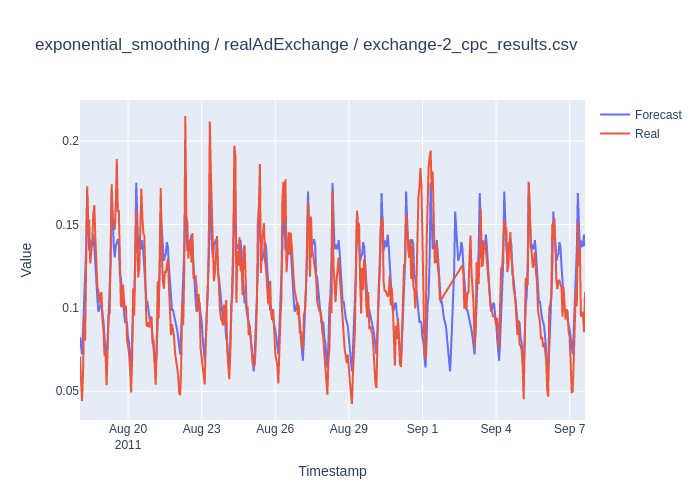 exponential_smoothing / realAdExchange / exchange-2_cpc_results.csv
Forecast
Real
0.2
0.15
0.1
0.05
Value
Aug 20
2011
Aug 23
Aug 26
Aug 29
Sep 1
Sep 4
Sep 7
Timestamp